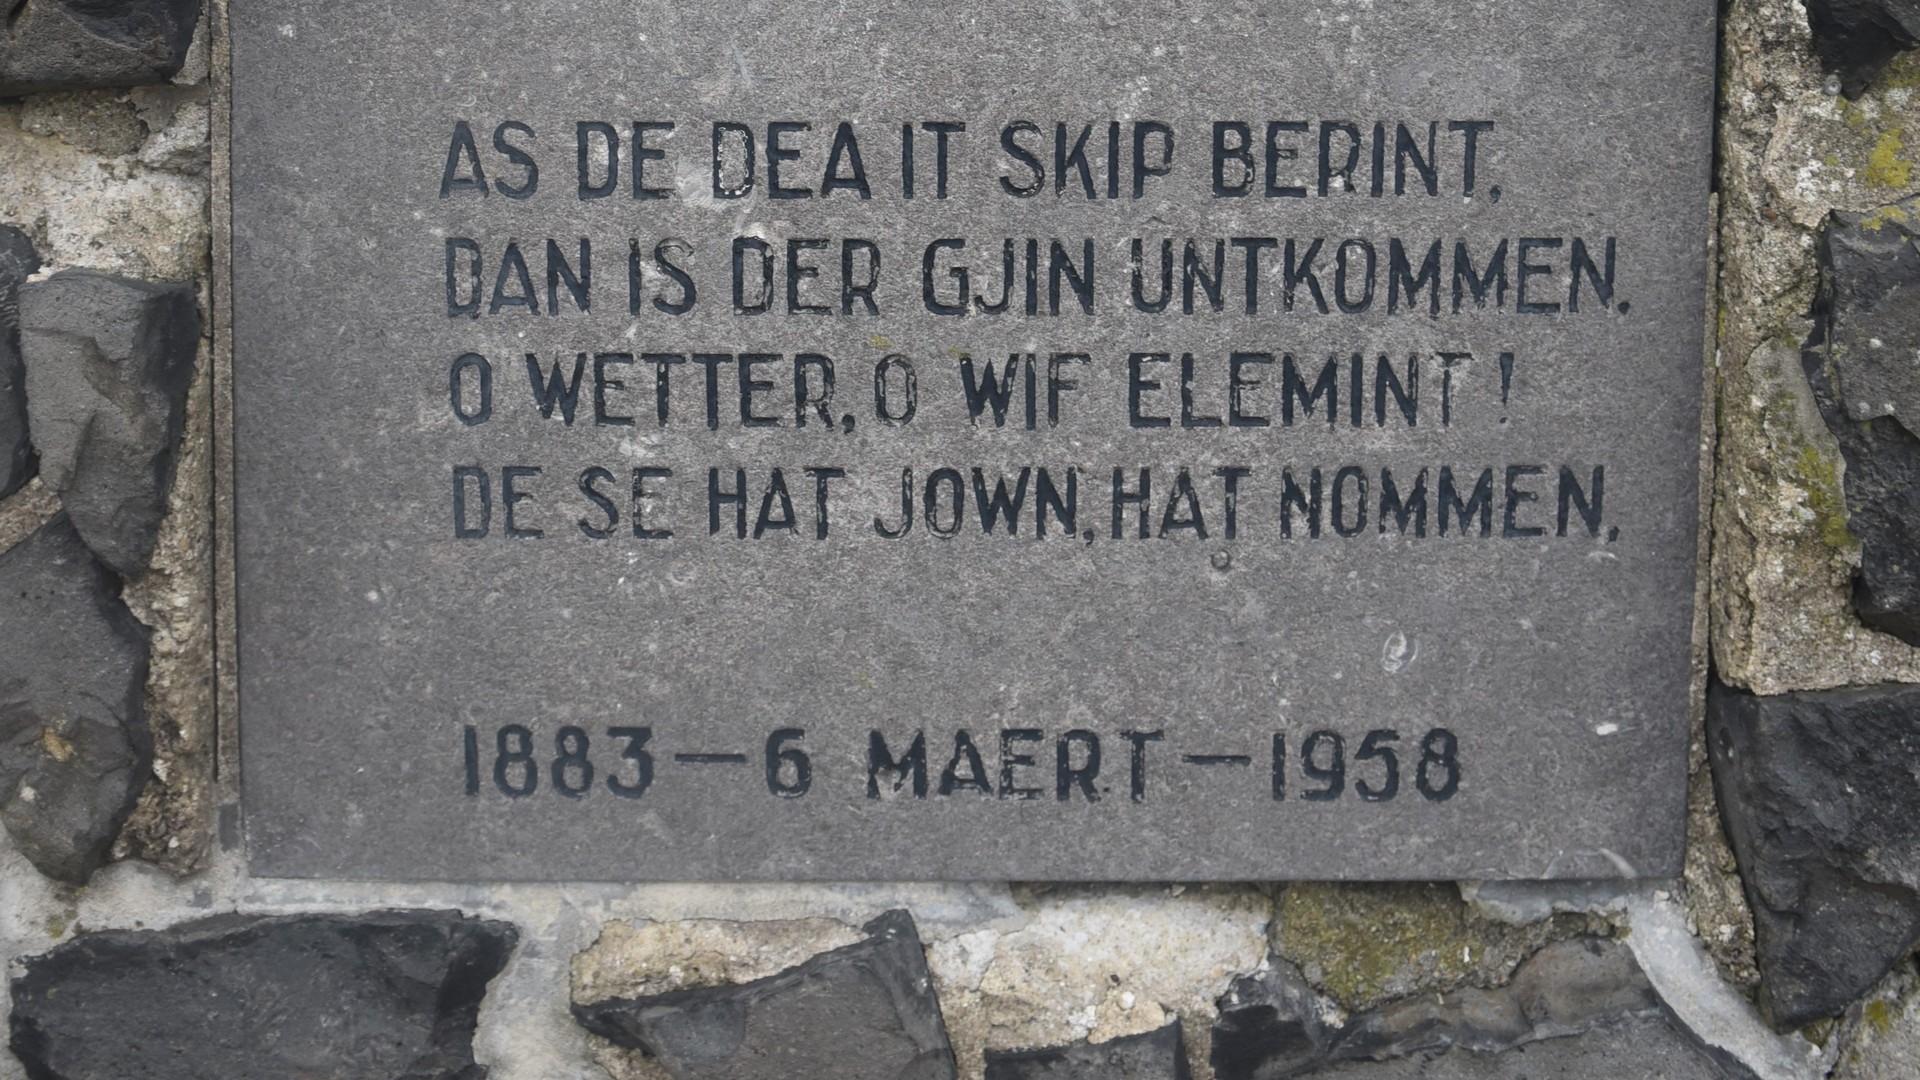 AS DE DEA IT SKIP BERINT,
DAN IS DER GJIN ÛNTKOMMEN.
O WETTER, O WIF ELEMINT!
DE SE HAT JOWN, HAT NOMMEN,
1883 — 6 MAERT — 1958